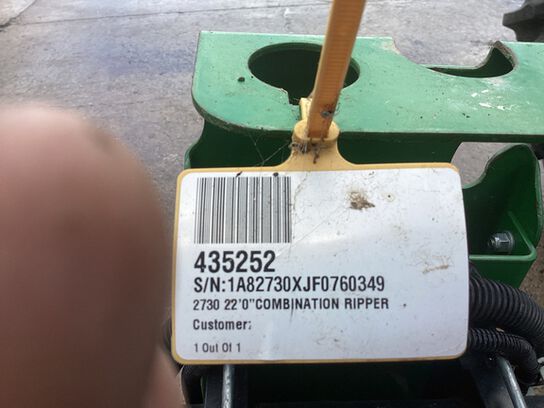 435252
S/N:1A82730XJF0760349
2730 22'0"COMBINATION RIPPER
Customer:
1 Out Of 1